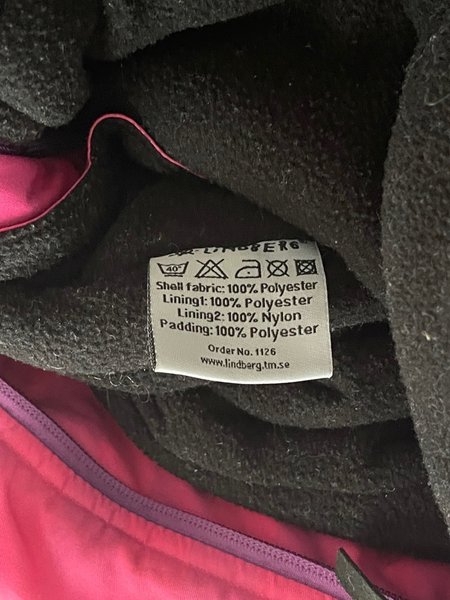 LINDBERG
40°
Shell fabric: 100% Polyester
Lining1: 100% Polyester
Lining2: 100% Nylon
Padding: 100% Polyester
Order No. 1126
www.lindberg.tm.se